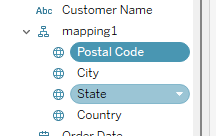 Abc Customer Name
mapping1
Postal Code
City
State
Country
Order Date